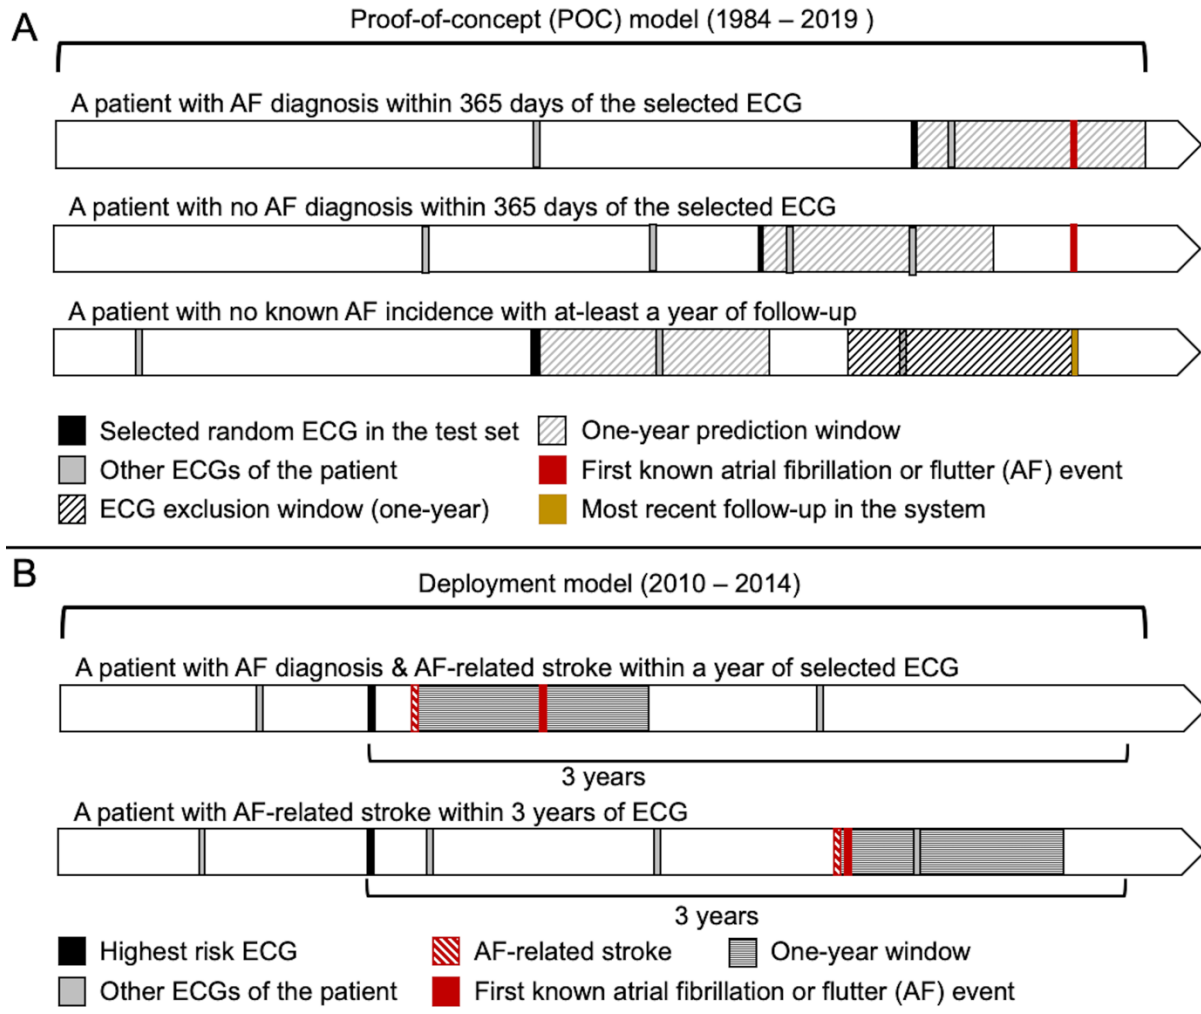 A
Proof-of-concept (POC) model (1984 – 2019 )
A patient with AF diagnosis within 365 days of the selected ECG
A patient with no AF diagnosis within 365 days of the selected ECG
A patient with no known AF incidence with at-least a year of follow-up
Selected random ECG in the test set
One-year prediction window
Other ECGs of the patient
First known atrial fibrillation or flutter (AF) event
ECG exclusion window (one-year)
Most recent follow-up in the system
B
Deployment model (2010 – 2014)
A patient with AF diagnosis & AF-related stroke within a year of selected ECG
3 years
A patient with AF-related stroke within 3 years of ECG
3 years
Highest risk ECG
AF-related stroke
One-year window
Other ECGs of the patient
First known atrial fibrillation or flutter (AF) event